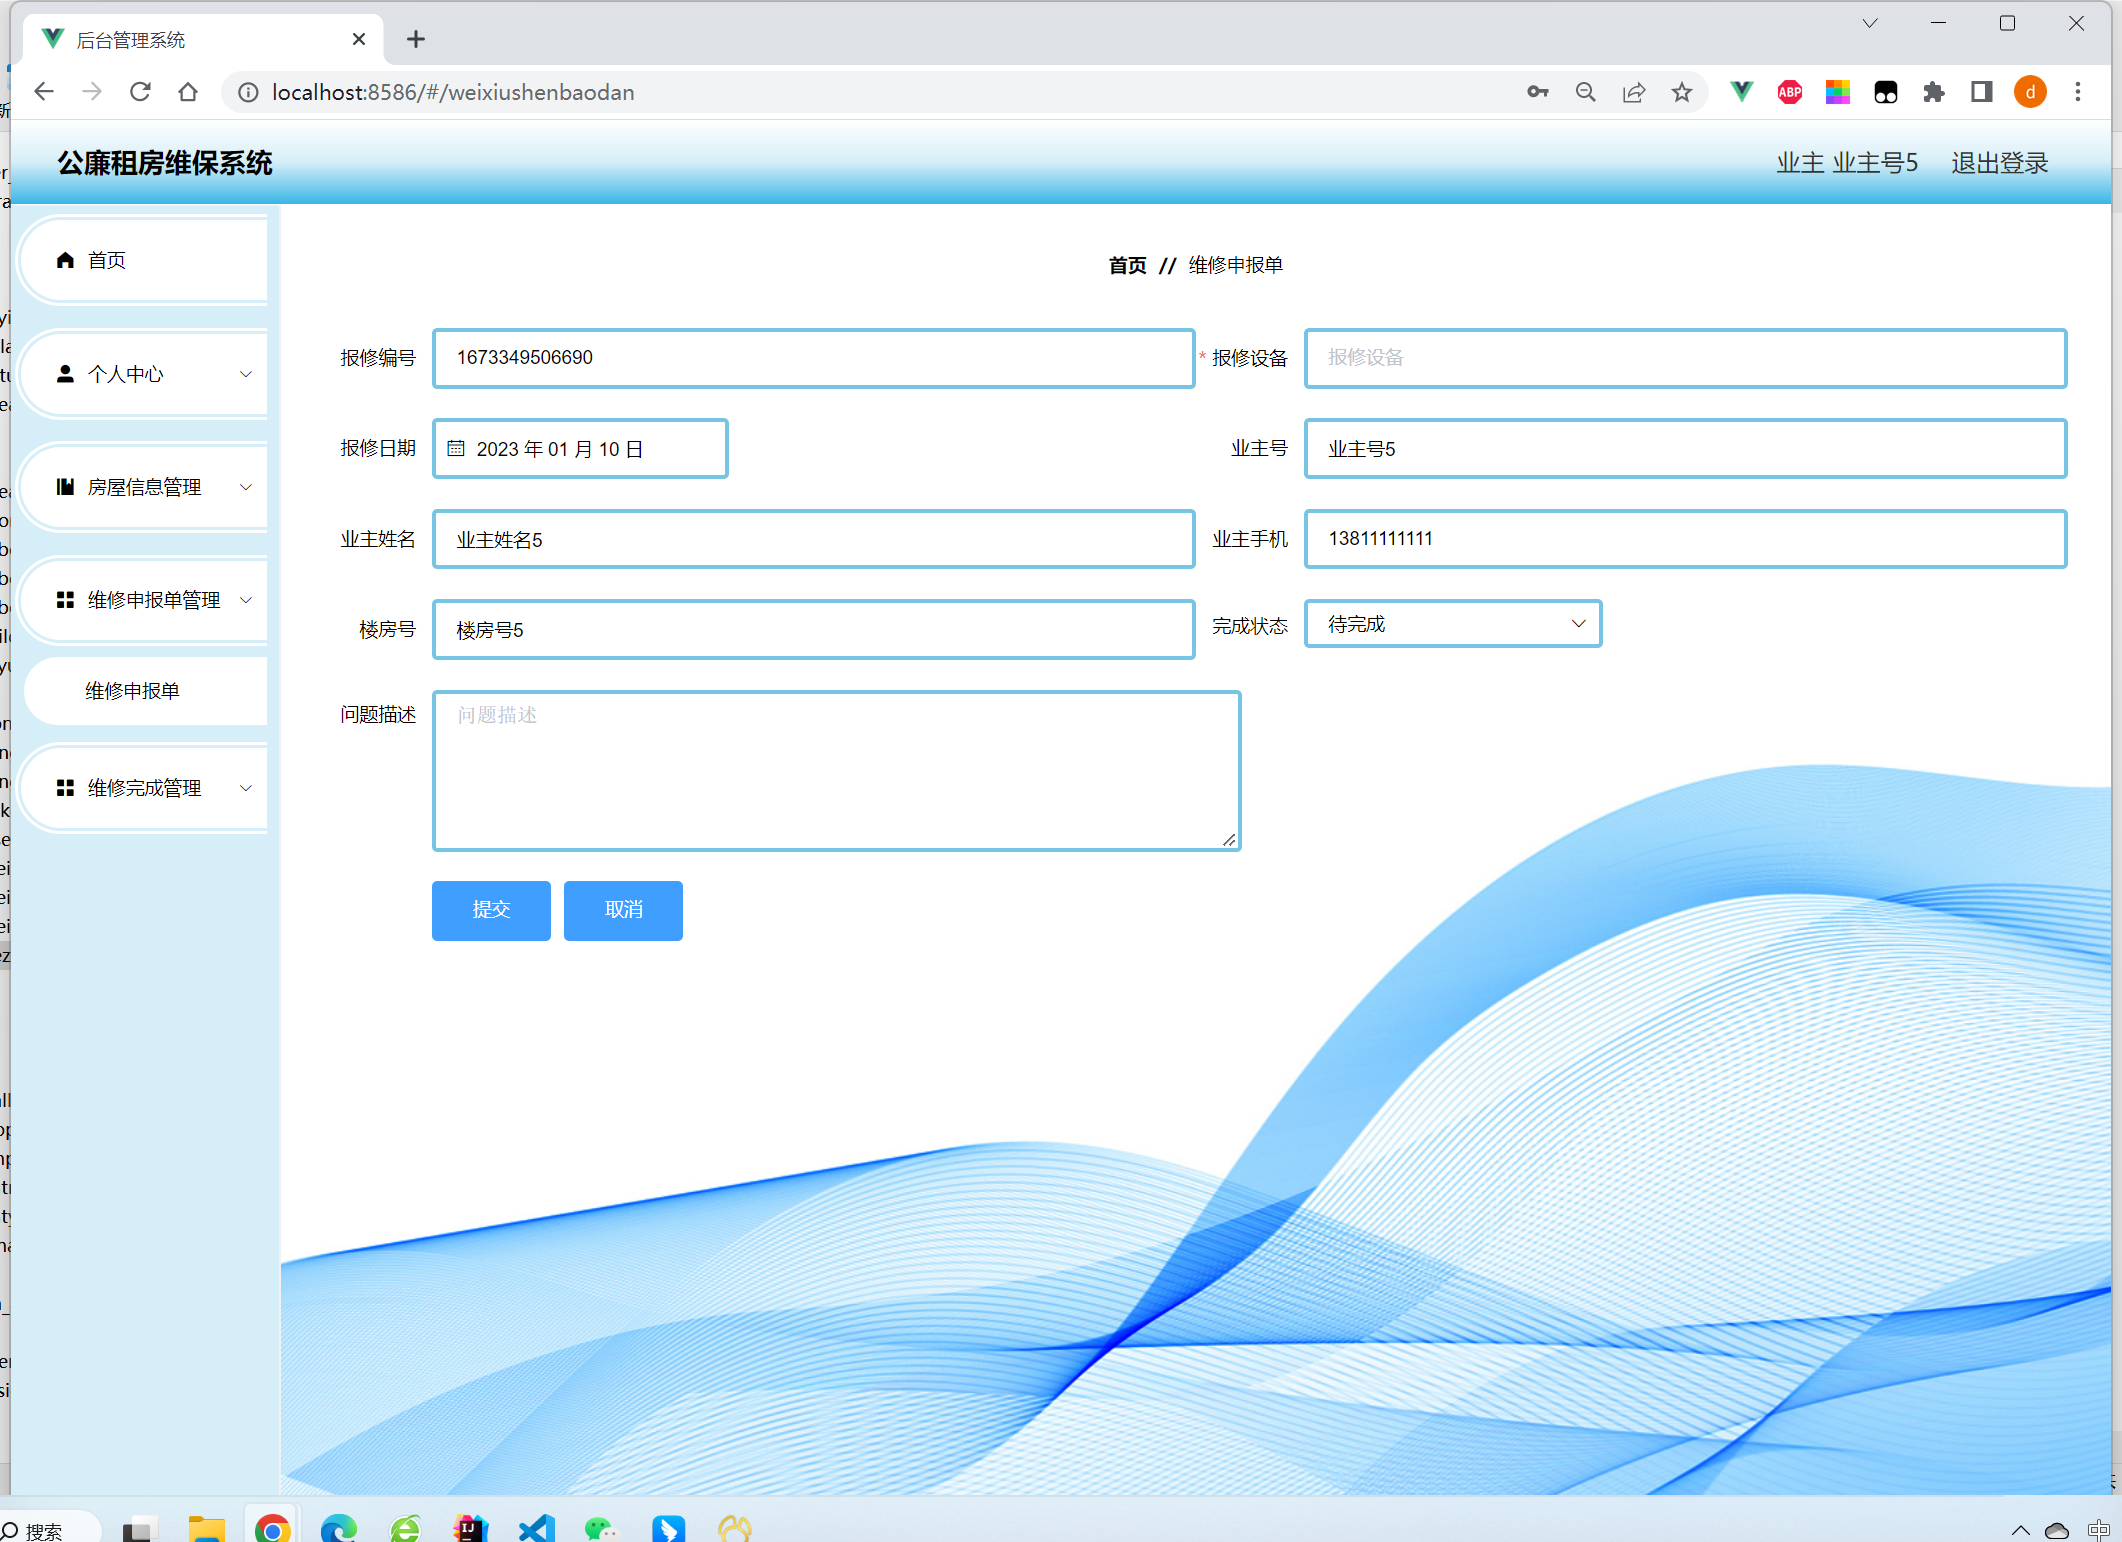 后台管理系统
localhost:8586/#/weixiushenbaodan
ABP
d
公廉租房维保系统
业主 业主号5 退出登录
首页
个人中心
房屋信息管理
维修申报单管理
维修申报单
维修完成管理
首页 // 维修申报单
报修编号 1673349506690 * 报修设备 报修设备
报修日期 2023 年 01 月 10 日 业主号 业主号5
业主姓名 业主姓名5 业主手机 13811111111
楼房号 楼房号5 完成状态 待完成
问题描述 问题描述
提交 取消
搜索
中